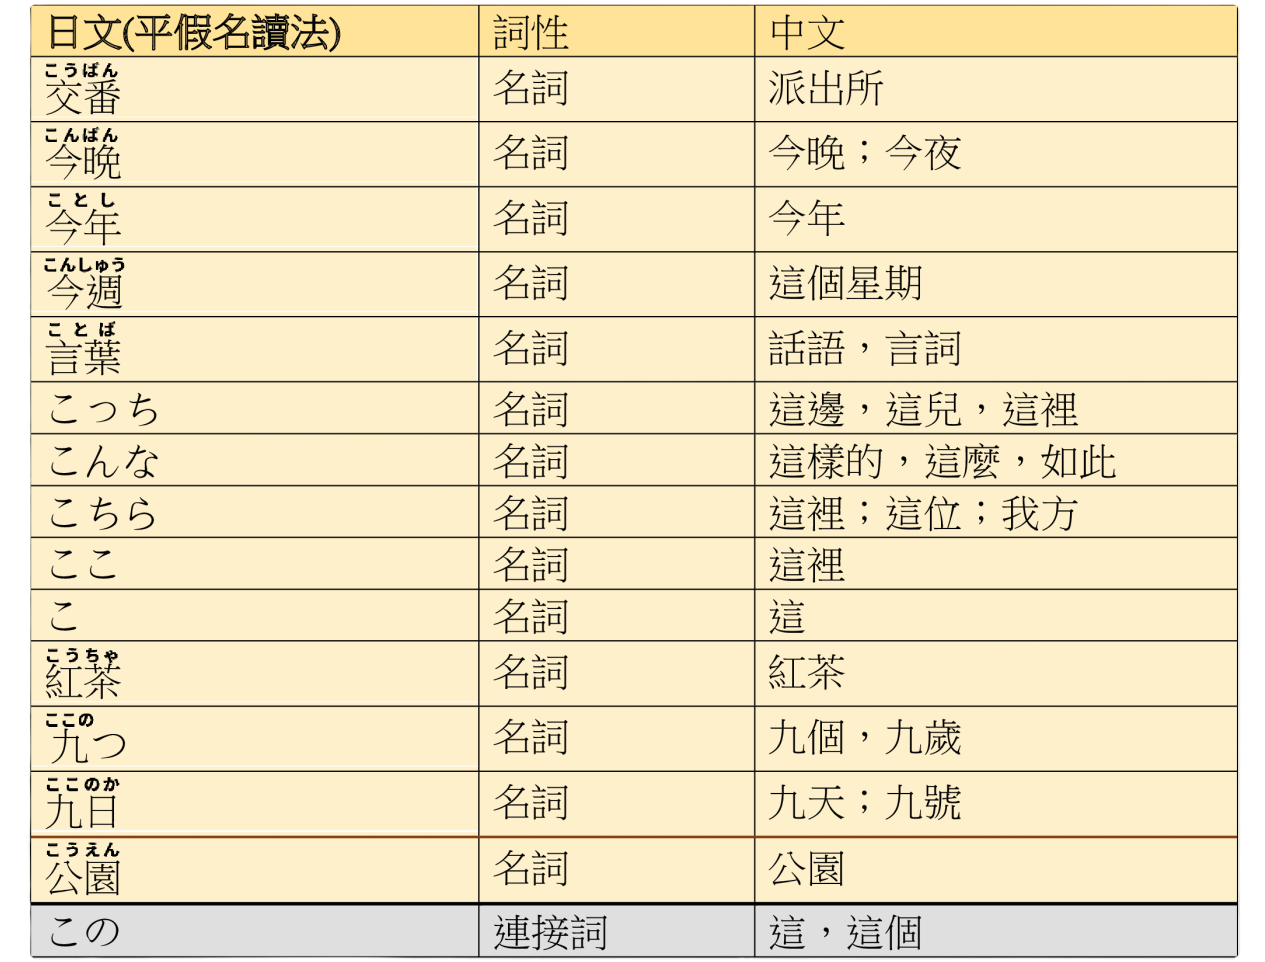 日文(平假名讀法) 詞性 中文
こうばん
交番 名詞 派出所
こんばん
今晚 名詞 今晚；今夜
ことし
今年 名詞 今年
こんしゅう
今週 名詞 這個星期
ことば
言葉 名詞 話語，言詞
こっち 名詞 這邊，這兒，這裡
こんな 名詞 這樣的，這麼，如此
こちら 名詞 這裡；這位；我方
ここ 名詞 這裡
こ 名詞 這
こうちゃ
紅茶 名詞 紅茶
ここの
九つ 名詞 九個，九歲
ここのか
九日 名詞 九天；九號
こうえん
公園 名詞 公園
この 連接詞 這，這個